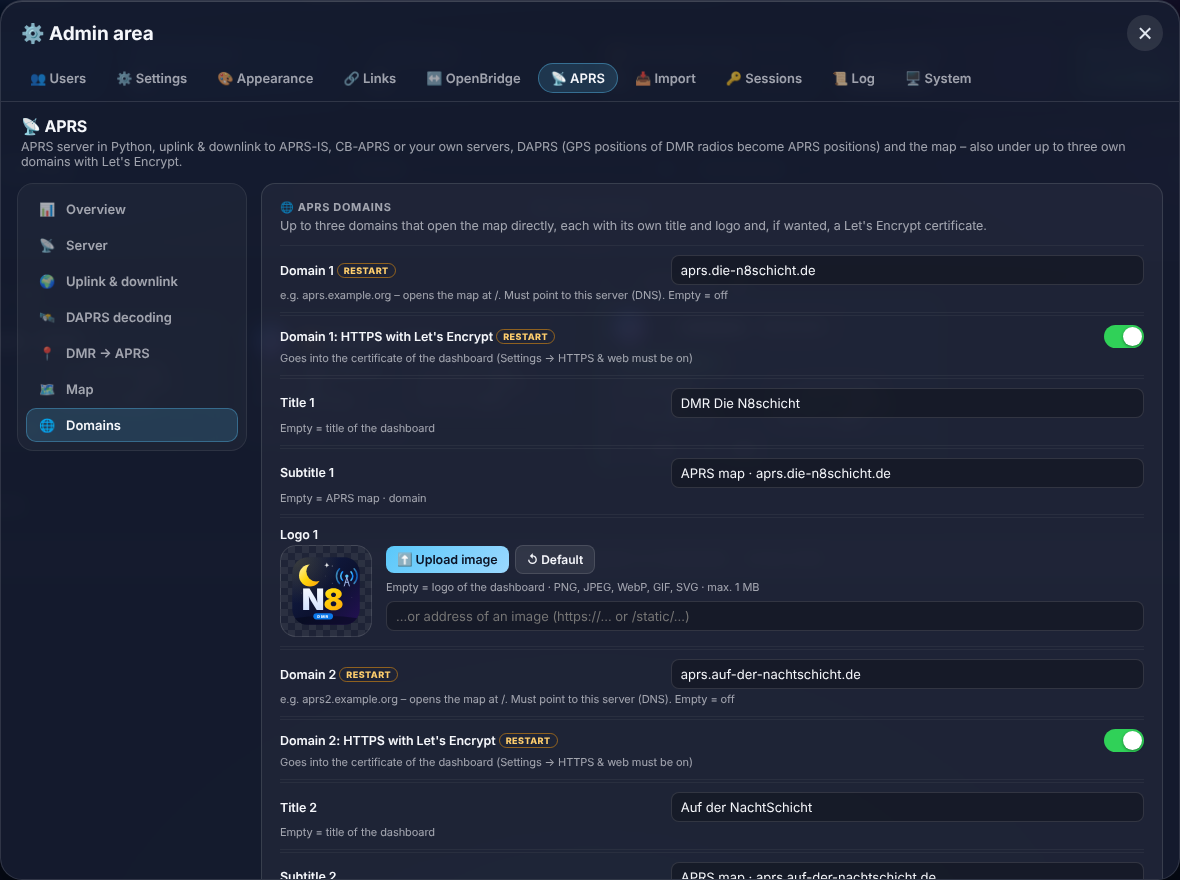 Admin area
Users
Settings
Appearance
Links
OpenBridge
APRS
Import
Sessions
Log
System
APRS
APRS server in Python, uplink & downlink to APRS-IS, CB-APRS or your own servers, DAPRS (GPS positions of DMR radios become APRS positions) and the map – also under up to three own
domains with Let's Encrypt.
Overview
Server
Uplink & downlink
DAPRS decoding
DMR → APRS
Map
Domains
APRS DOMAINS
Up to three domains that open the map directly, each with its own title and logo and, if wanted, a Let's Encrypt certificate.
Domain 1 RESTART
aprs.die-n8schicht.de
e.g. aprs.example.org – opens the map at /. Must point to this server (DNS). Empty = off
Domain 1: HTTPS with Let's Encrypt RESTART
Goes into the certificate of the dashboard (Settings → HTTPS & web must be on)
Title 1
DMR Die N8schicht
Empty = title of the dashboard
Subtitle 1
APRS map · aprs.die-n8schicht.de
Empty = APRS map · domain
Logo 1
N8
DMR
Upload image
↺ Default
Empty = logo of the dashboard · PNG, JPEG, WebP, GIF, SVG · max. 1 MB
...or address of an image (https://... or /static/...)
Domain 2 RESTART
aprs.auf-der-nachtschicht.de
e.g. aprs2.example.org – opens the map at /. Must point to this server (DNS). Empty = off
Domain 2: HTTPS with Let's Encrypt RESTART
Goes into the certificate of the dashboard (Settings → HTTPS & web must be on)
Title 2
Auf der NachtSchicht
Empty = title of the dashboard
Subtitle 2
APRS map · aprs.auf-der-nachtschicht.de